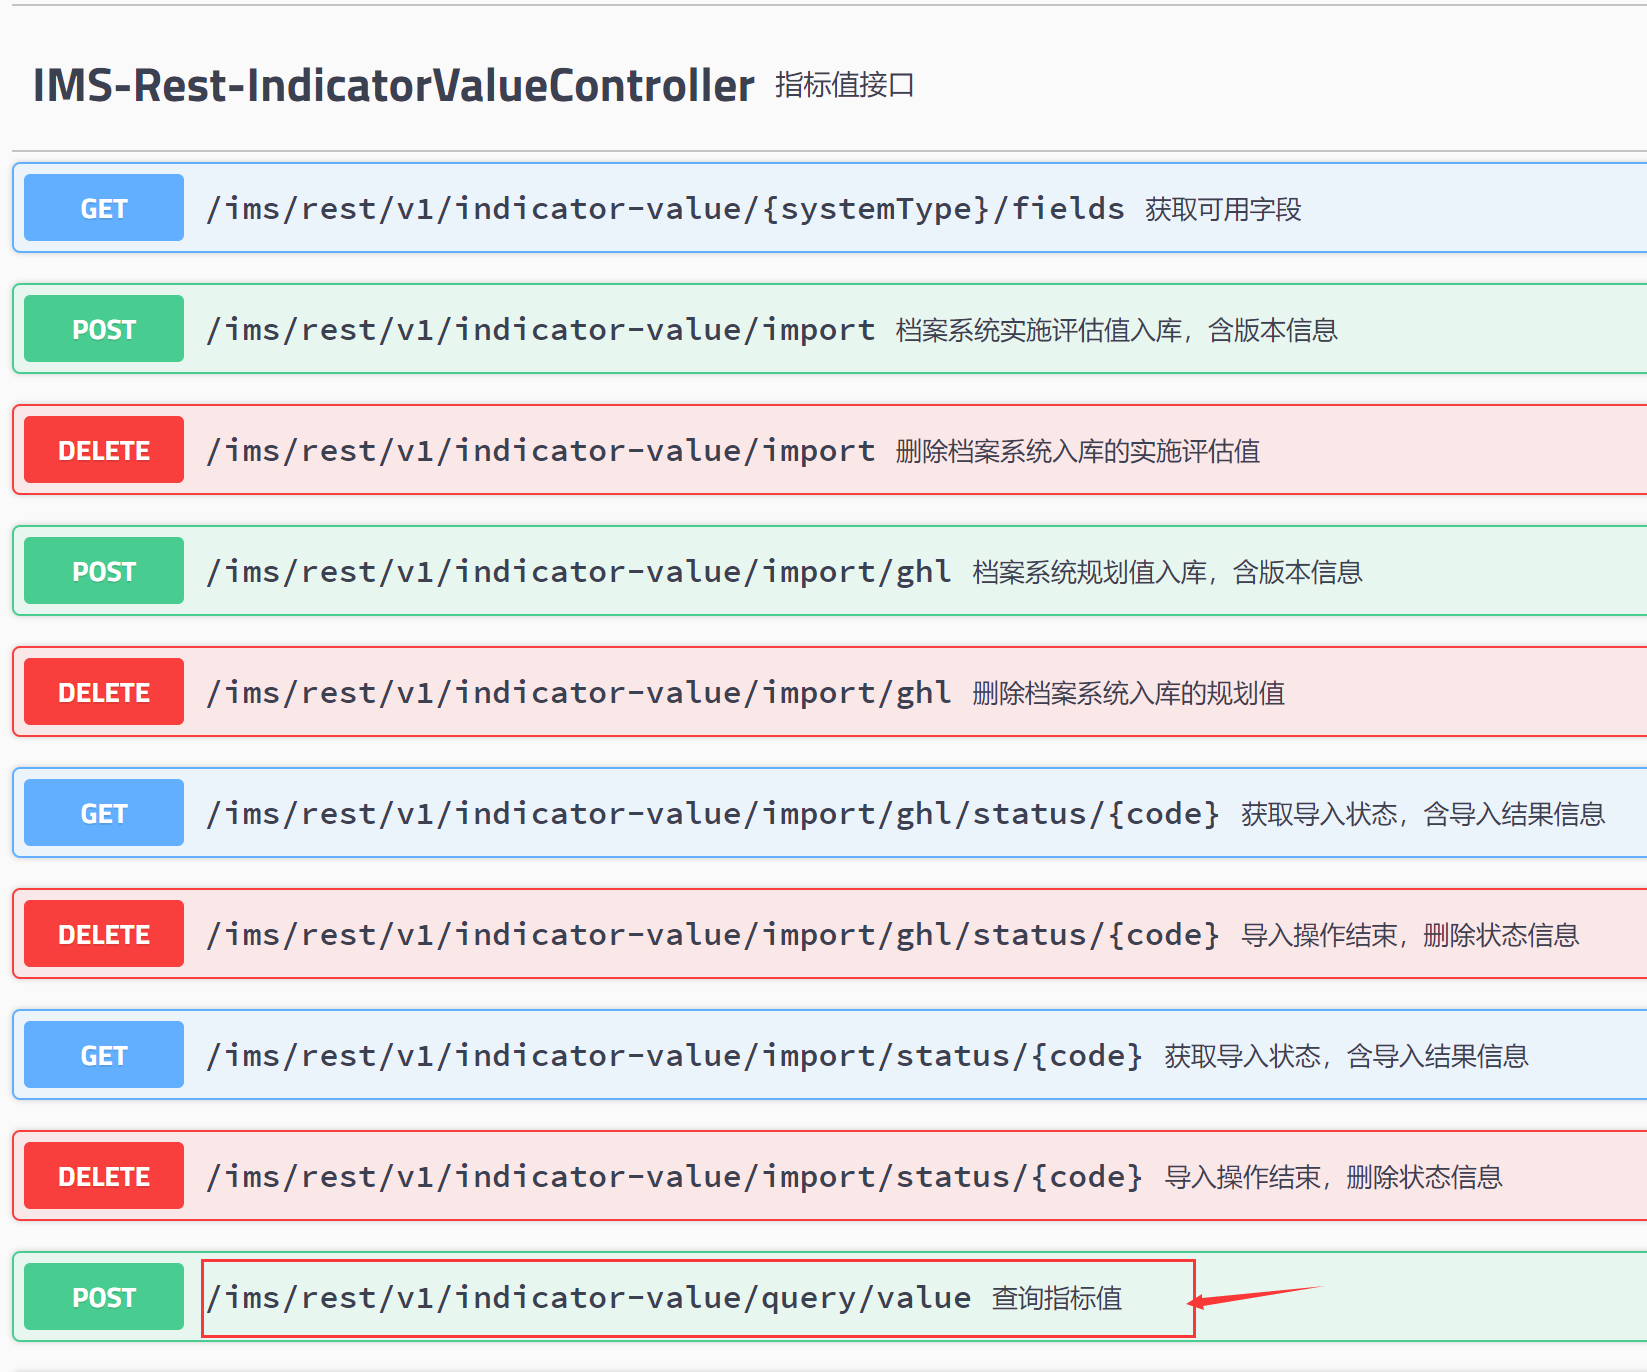 IMS-Rest-IndicatorValueController 指标值接口
GET /ims/rest/v1/indicator-value/{systemType}/fields 获取可用字段
POST /ims/rest/v1/indicator-value/import 档案系统实施评估值入库，含版本信息
DELETE /ims/rest/v1/indicator-value/import 删除档案系统入库的实施评估值
POST /ims/rest/v1/indicator-value/import/ghl 档案系统规划值入库，含版本信息
DELETE /ims/rest/v1/indicator-value/import/ghl 删除档案系统入库的规划值
GET /ims/rest/v1/indicator-value/import/ghl/status/{code} 获取导入状态，含导入结果信息
DELETE /ims/rest/v1/indicator-value/import/ghl/status/{code} 导入操作结束，删除状态信息
GET /ims/rest/v1/indicator-value/import/status/{code} 获取导入状态，含导入结果信息
DELETE /ims/rest/v1/indicator-value/import/status/{code} 导入操作结束，删除状态信息
POST /ims/rest/v1/indicator-value/query/value 查询指标值